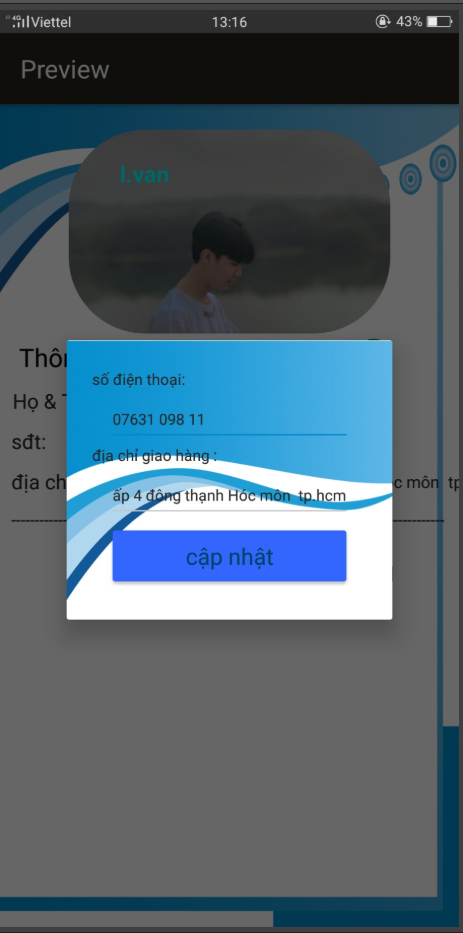 4G Viettel 13:16 43%
Preview
l.van
Thôn
Họ &
sđt:
địa ch c môn tp
số điện thoại:
07631 098 11
địa chỉ giao hàng :
ấp 4 đông thạnh Hóc môn tp.hcm
cập nhật